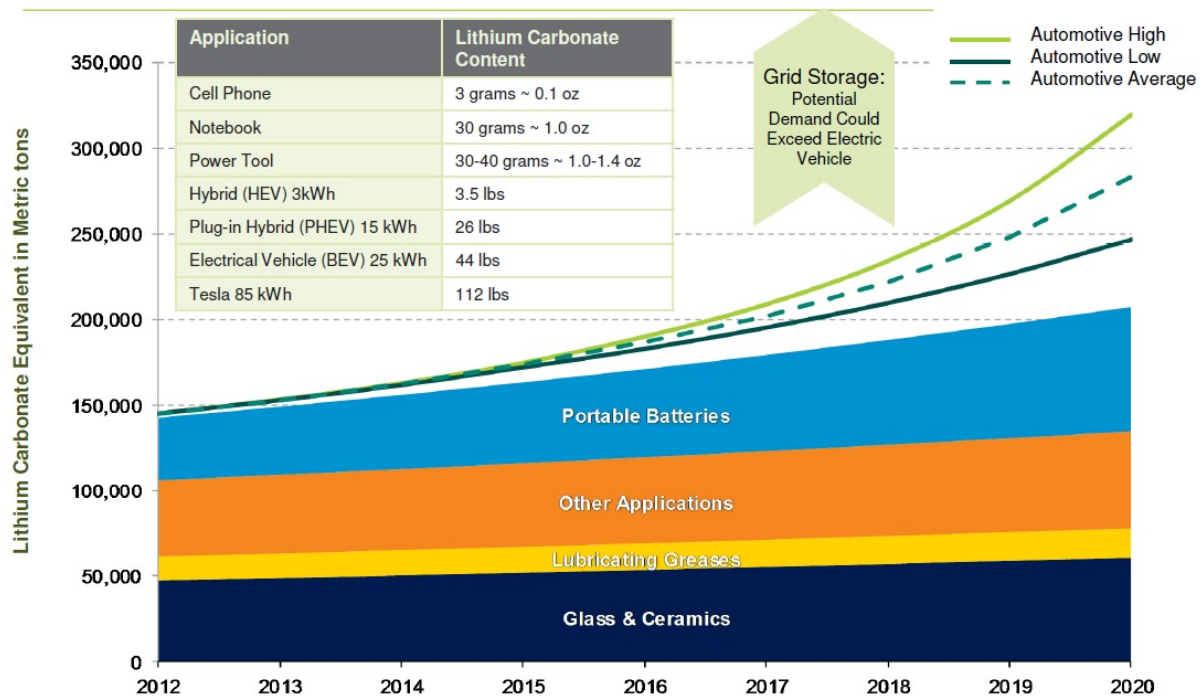 Application Lithium Carbonate
Content
Cell Phone 3 grams ~ 0.1 oz
Notebook 30 grams ~ 1.0 oz
Power Tool 30-40 grams ~ 1.0-1.4 oz
Hybrid (HEV) 3kWh 3.5 lbs
Plug-in Hybrid (PHEV) 15 kWh 26 lbs
Electrical Vehicle (BEV) 25 kWh 44 lbs
Tesla 85 kWh 112 lbs
Grid Storage:
Potential
Demand Could
Exceed Electric
Vehicle
Automotive High
Automotive Low
Automotive Average
Lithium Carbonate Equivalent in Metric tons
350,000
300,000
250,000
200,000
150,000
100,000
50,000
0
Portable Batteries
Other Applications
Lubricating Greases
Glass & Ceramics
2012 2013 2014 2015 2016 2017 2018 2019 2020